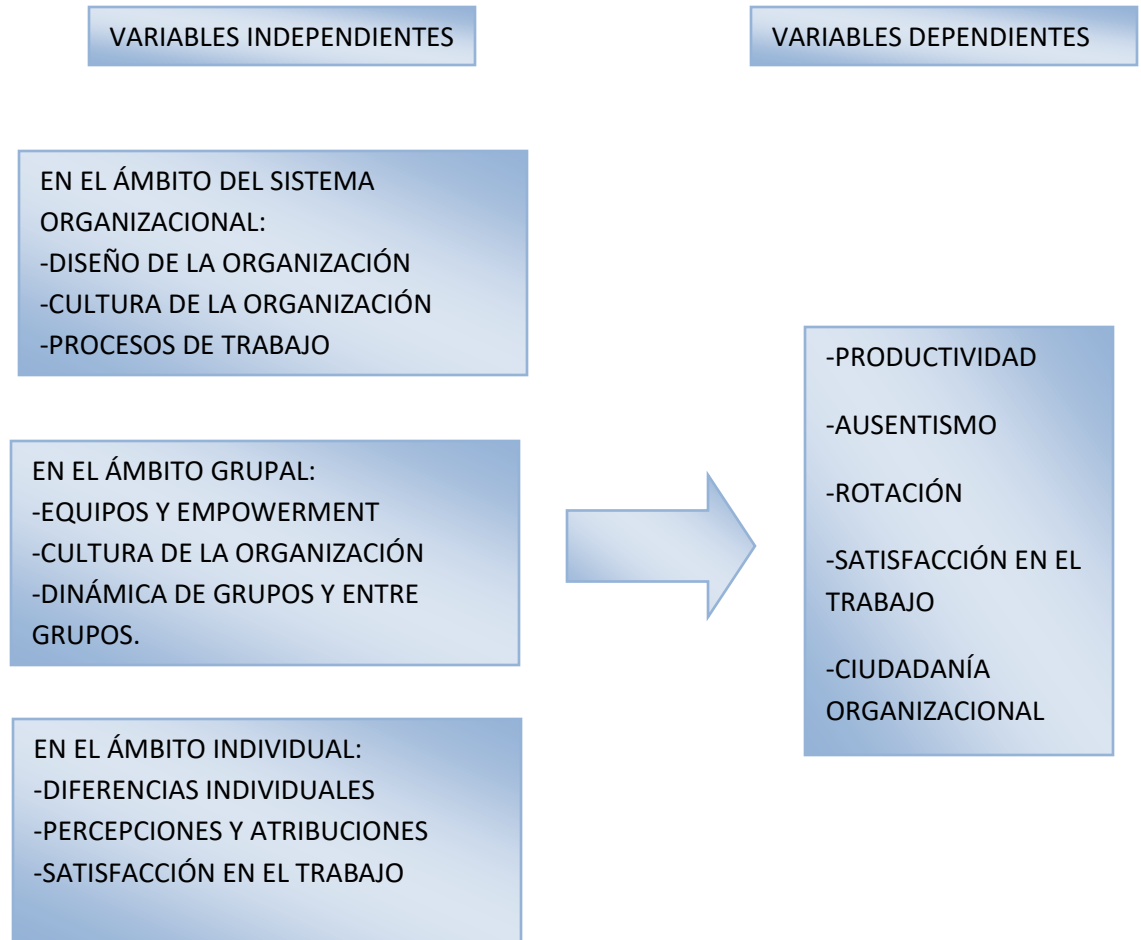 VARIABLES INDEPENDIENTES
VARIABLES DEPENDIENTES
EN EL ÁMBITO DEL SISTEMA
ORGANIZACIONAL:
-DISEÑO DE LA ORGANIZACIÓN
-CULTURA DE LA ORGANIZACIÓN
-PROCESOS DE TRABAJO
EN EL ÁMBITO GRUPAL:
-EQUIPOS Y EMPOWERMENT
-CULTURA DE LA ORGANIZACIÓN
-DINÁMICA DE GRUPOS Y ENTRE
GRUPOS.
EN EL ÁMBITO INDIVIDUAL:
-DIFERENCIAS INDIVIDUALES
-PERCEPCIONES Y ATRIBUCIONES
-SATISFACCIÓN EN EL TRABAJO
-PRODUCTIVIDAD
-AUSENTISMO
-ROTACIÓN
-SATISFACCIÓN EN EL
TRABAJO
-CIUDADANÍA
ORGANIZACIONAL